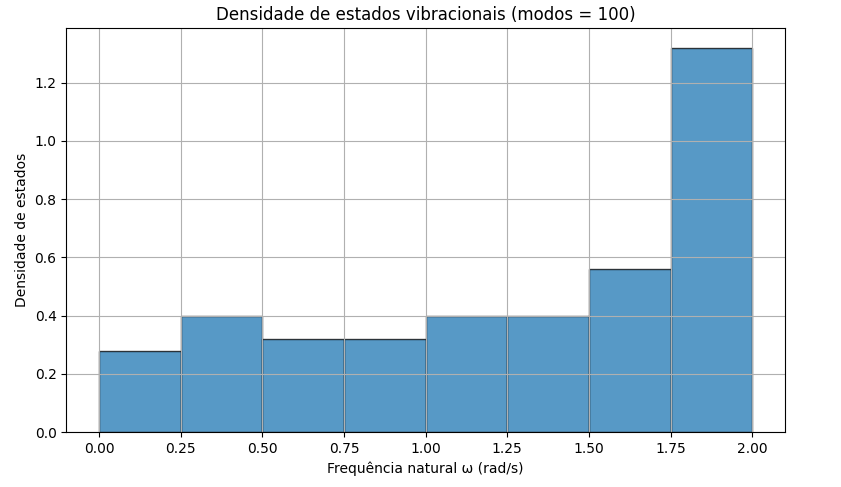 Densidade de estados vibracionais (modos = 100)
Densidade de estados
1.2
1.0
0.8
0.6
0.4
0.2
0.0
0.00 0.25 0.50 0.75 1.00 1.25 1.50 1.75 2.00
Frequência natural ω (rad/s)